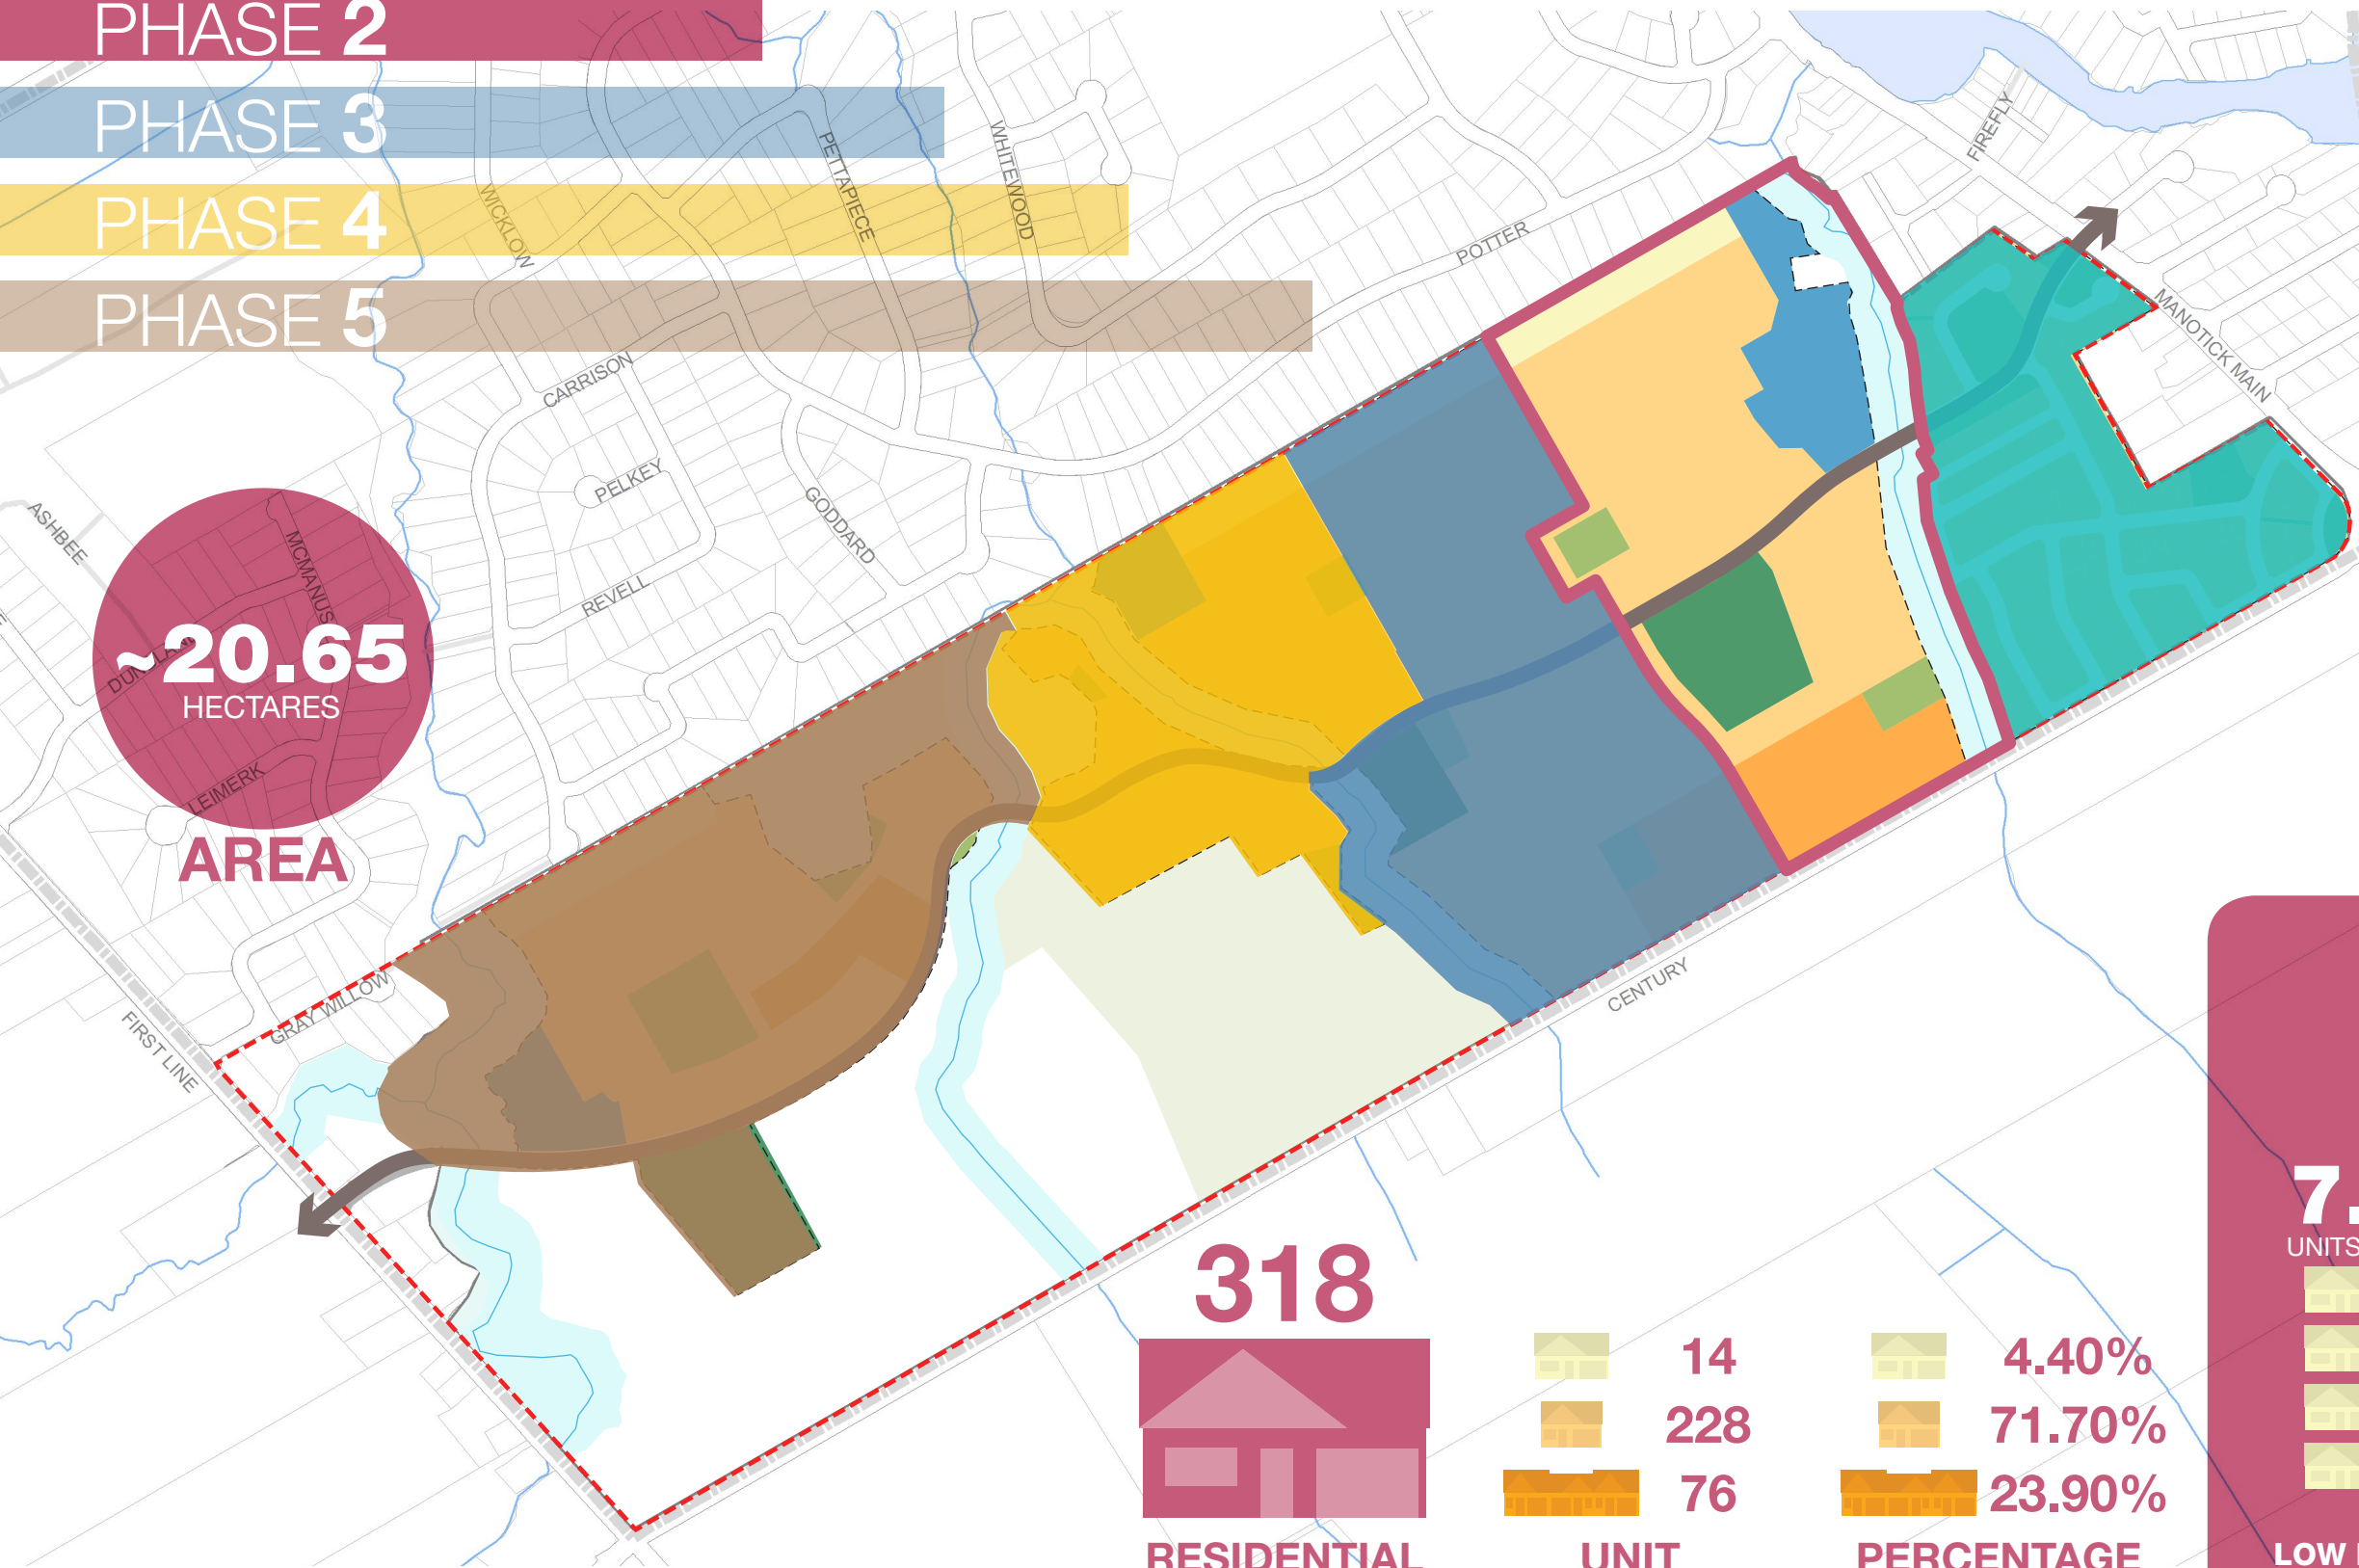 PHASE 2
PHASE 3
PHASE 4
PHASE 5
WICKLOW
PETTAPIECE
WHITEWOOD
POTTER
FIREFLY
MANOTICK MAIN
CARRISON
PELKEY
GODDARD
REVELL
ASHBEE
MCMANUS
~20.65
HECTARES
LEIMERK
AREA
GRAY WILLOW
FIRST LINE
CENTURY
318
RESIDENTIAL
14
228
76
UNIT
4.40%
71.70%
23.90%
PERCENTAGE
7.
UNITS
LOW